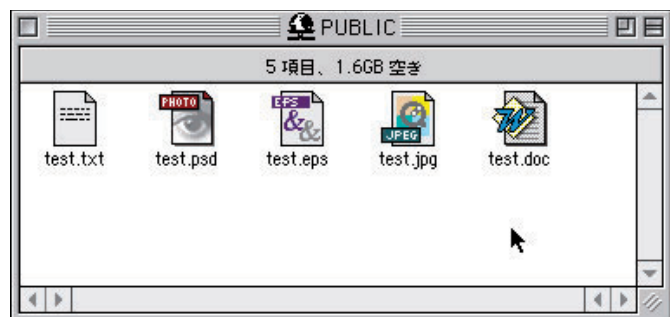 PUBLIC
5 項目、1.6GB 空き
PHOTO
EPS
&&
JPEG
W
test.txt
test.psd
test.eps
test.jpg
test.doc